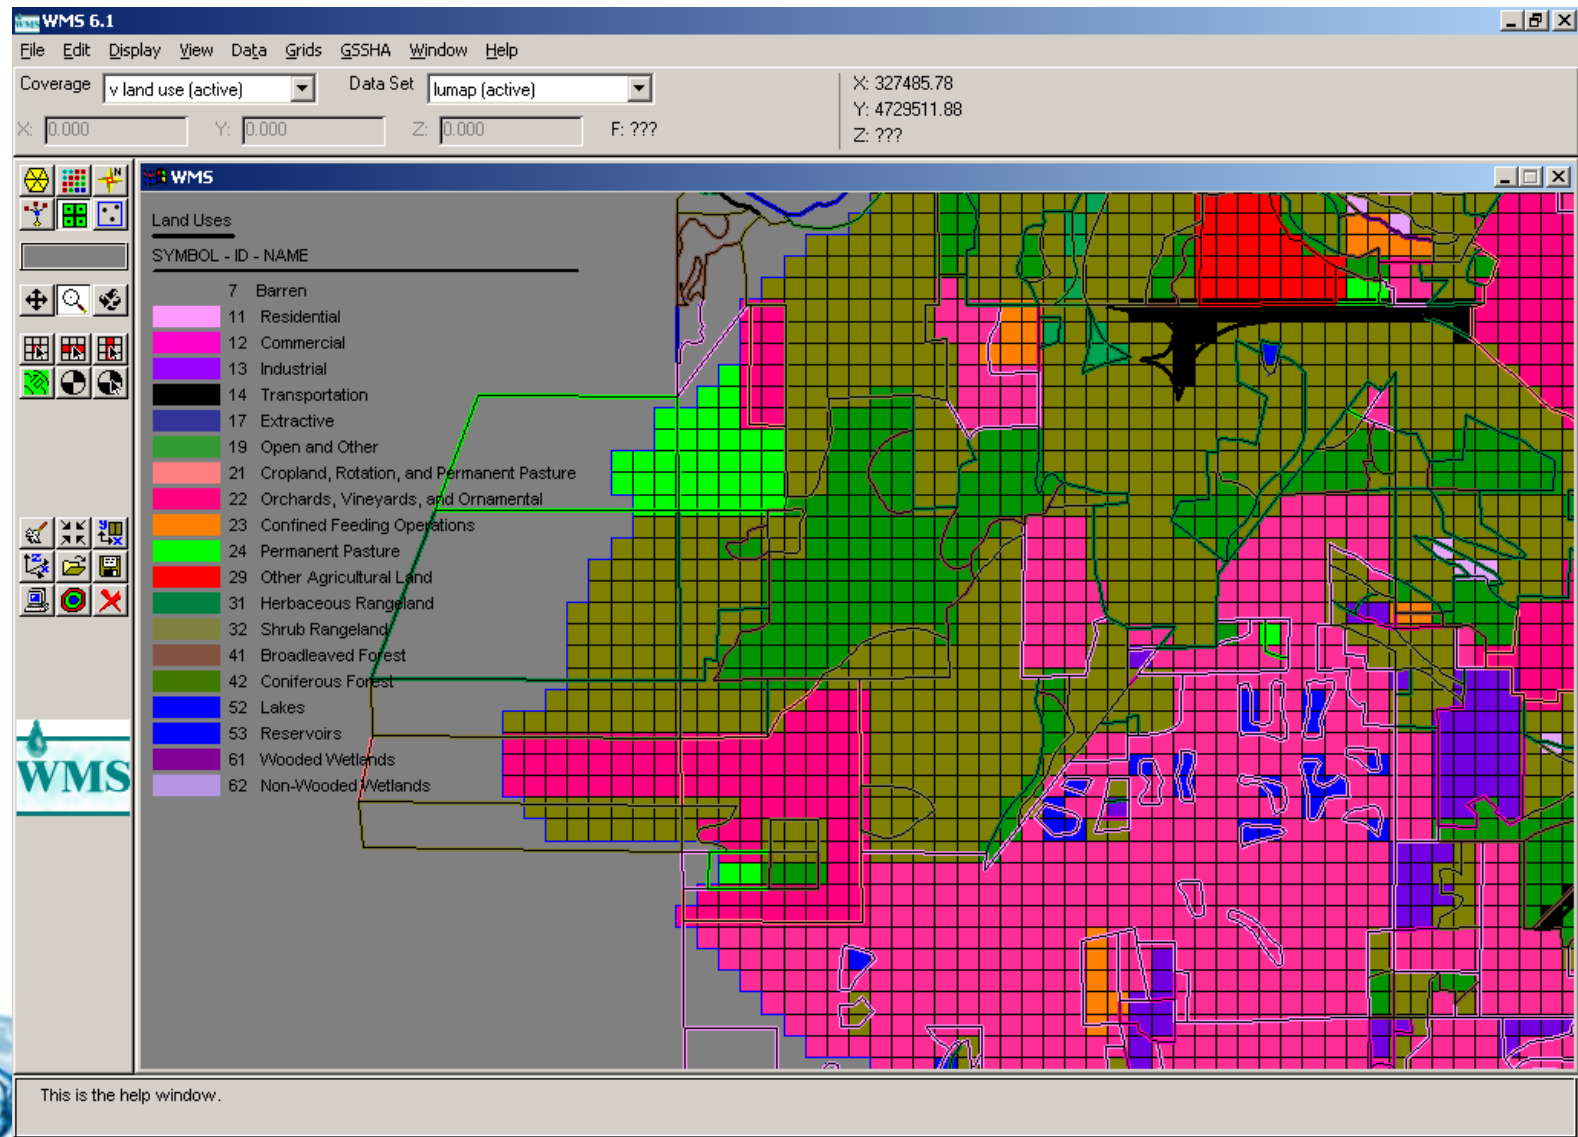 WMS WMS 6.1
File Edit Display View Data Grids GSSHA Window Help
Coverage v land use (active) Data Set lumap (active) X: 327485.78
Y: 4729511.88
X: 0.000 Y: 0.000 Z: 0.000 F: ??? Z: ???
WMS
Land Uses
SYMBOL - ID - NAME
7 Barren
11 Residential
12 Commercial
13 Industrial
14 Transportation
17 Extractive
19 Open and Other
21 Cropland, Rotation, and Permanent Pasture
22 Orchards, Vineyards, and Ornamental
23 Confined Feeding Operations
24 Permanent Pasture
29 Other Agricultural Land
31 Herbaceous Rangeland
32 Shrub Rangeland
41 Broadleaved Forest
42 Coniferous Forest
52 Lakes
53 Reservoirs
61 Wooded Wetlands
62 Non-Wooded Wetlands
WMS
This is the help window.